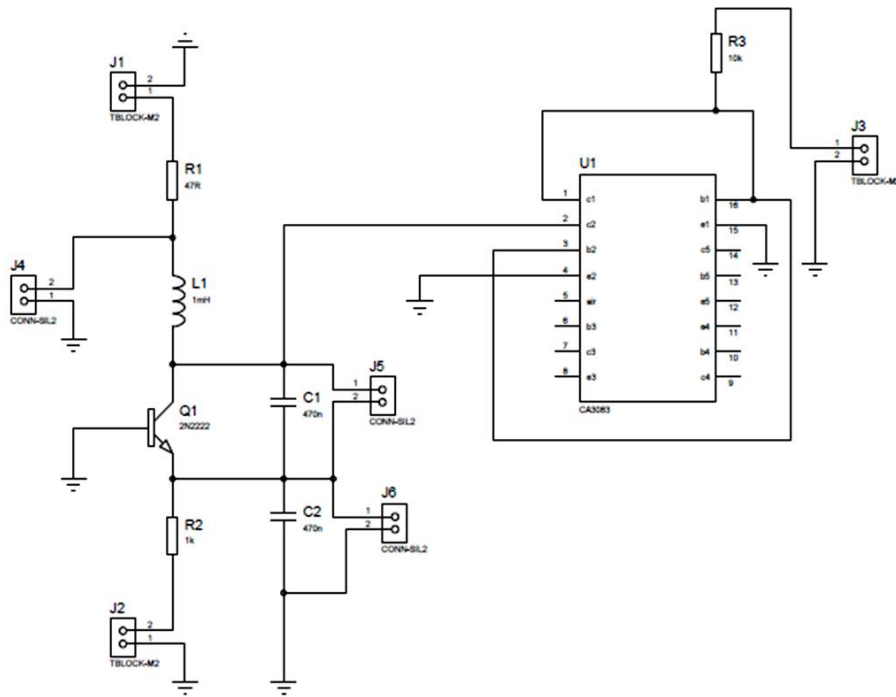 J1
2
1
TBLOCK-M2
R1
47R
J4
2
1
CONN-SIL2
L1
1mH
Q1
2N2222
C1
470n
J5
1
2
CONN-SIL2
R2
1k
C2
470n
J6
1
2
CONN-SIL2
J2
2
1
TBLOCK-M2
R3
10k
J3
1
2
TBLOCK-M
U1
1 c1 b1 16
2 c2 e1 15
3 b2 c5 14
4 e2 b5 13
5 e5 12
6 b3 e4 11
7 c3 b4 10
8 e3 c4 9
CA3083